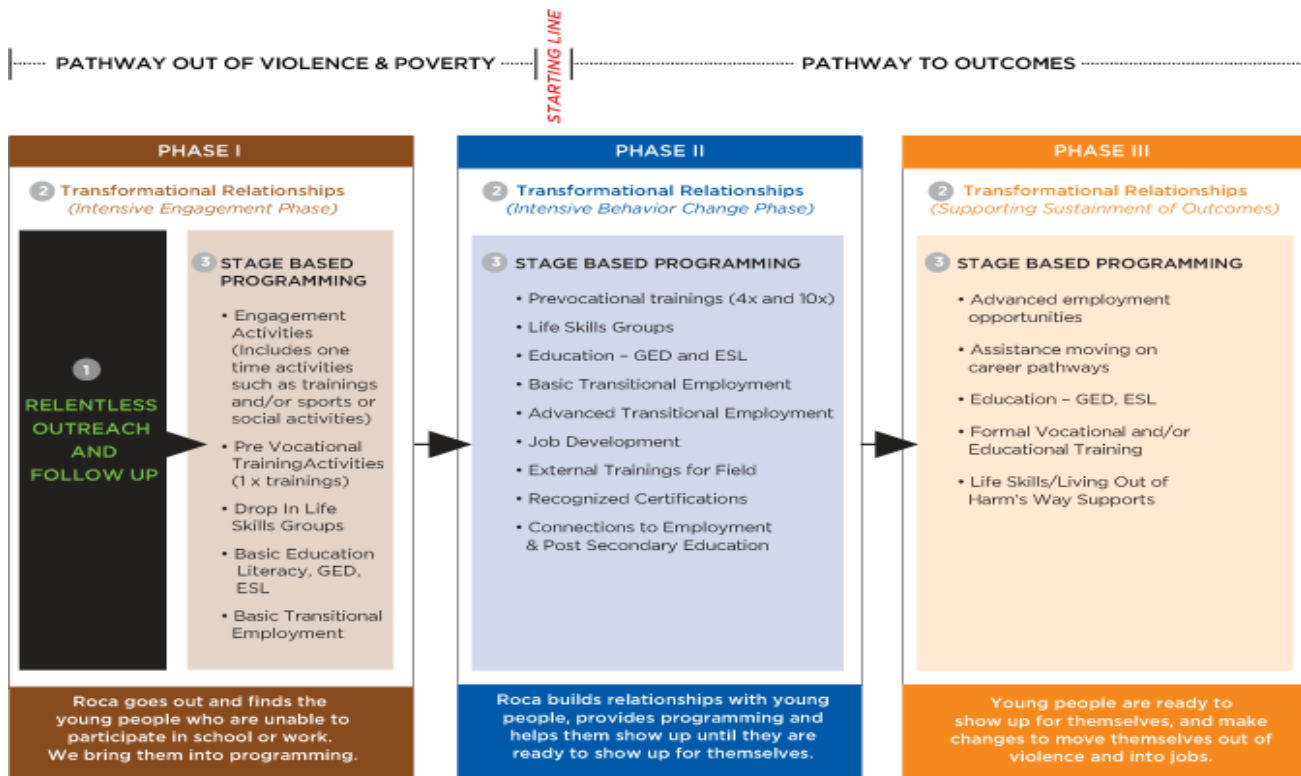 PATHWAY OUT OF VIOLENCE & POVERTY
STARTING LINE
PATHWAY TO OUTCOMES
PHASE I
2 Transformational Relationships
(Intensive Engagement Phase)
1
RELENTLESS
OUTREACH
AND
FOLLOW UP
3 STAGE BASED
PROGRAMMING
• Engagement
Activities
(Includes one
time activities
such as trainings
and/or sports or
social activities)
• Pre Vocational
TrainingActivities
(1 x trainings)
• Drop In Life
Skills Groups
• Basic Education
Literacy, GED,
ESL
• Basic Transitional
Employment
Roca goes out and finds the
young people who are unable to
participate in school or work.
We bring them into programming.
PHASE II
2 Transformational Relationships
(Intensive Behavior Change Phase)
3 STAGE BASED PROGRAMMING
• Prevocational trainings (4x and 10x)
• Life Skills Groups
• Education – GED and ESL
• Basic Transitional Employment
• Advanced Transitional Employment
• Job Development
• External Trainings for Field
• Recognized Certifications
• Connections to Employment
& Post Secondary Education
Roca builds relationships with young
people, provides programming and
helps them show up until they are
ready to show up for themselves.
PHASE III
2 Transformational Relationships
(Supporting Sustainment of Outcomes)
3 STAGE BASED PROGRAMMING
• Advanced employment
opportunities
• Assistance moving on
career pathways
• Education – GED, ESL
• Formal Vocational and/or
Educational Training
• Life Skills/Living Out of
Harm's Way Supports
Young people are ready to
show up for themselves, and make
changes to move themselves out of
violence and into jobs.